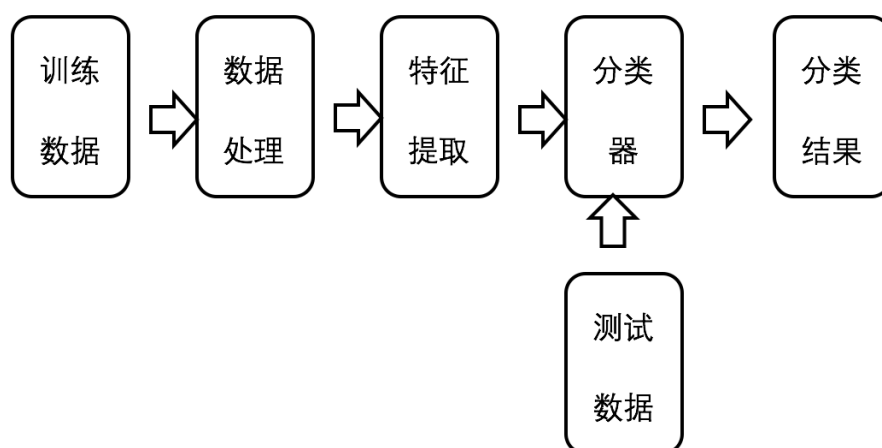 训练
数据
数据
处理
特征
提取
分类
器
分类
结果
测试
数据